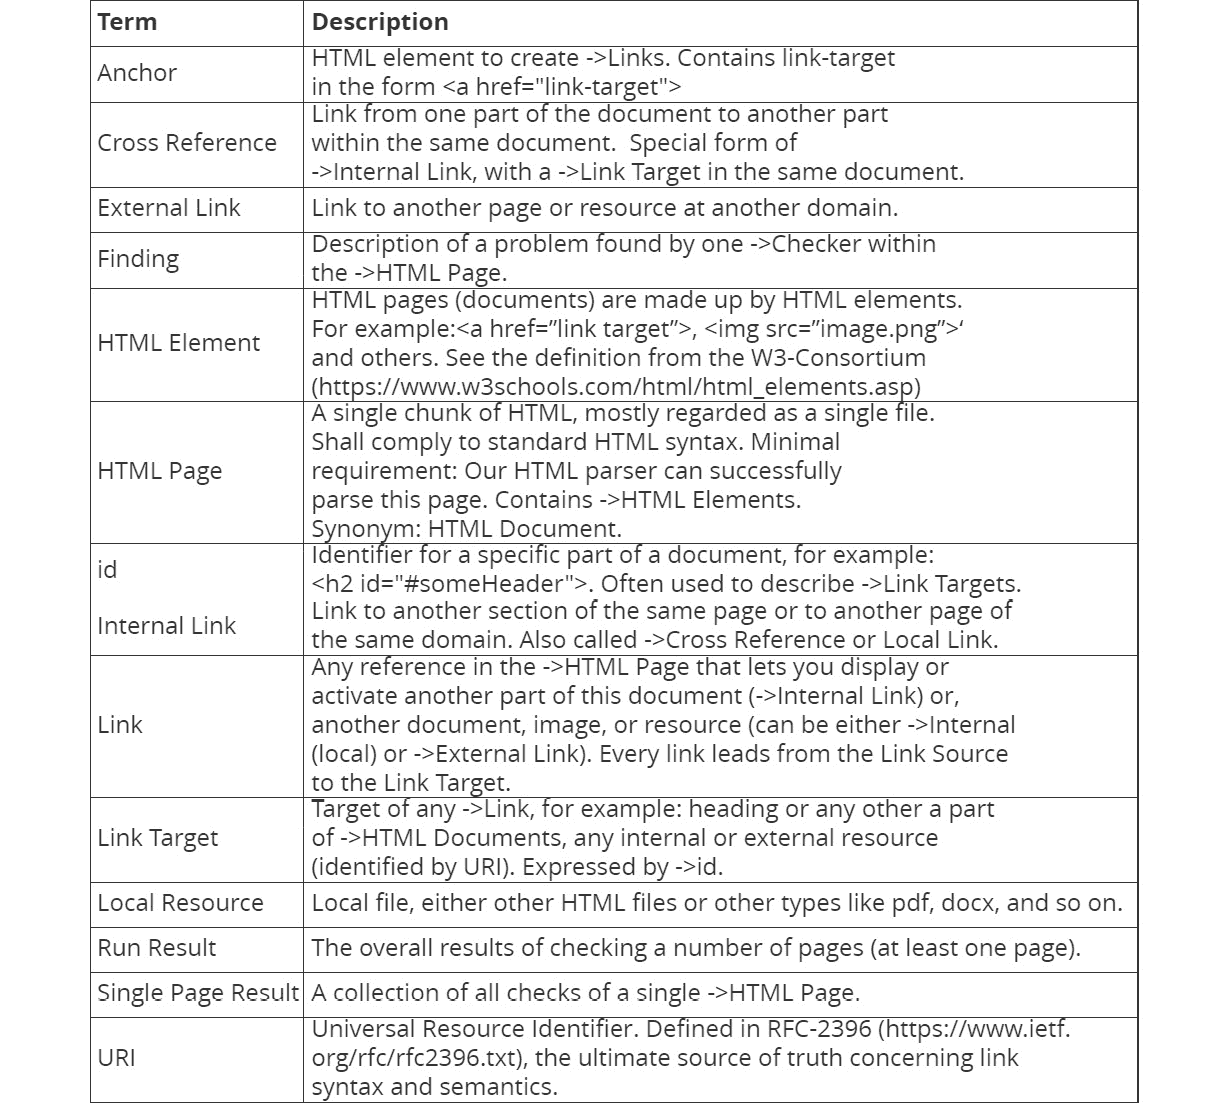 Term Description
Anchor
HTML element to create ->Links. Contains link-target
in the form <a href="link-target">
Cross Reference
Link from one part of the document to another part
within the same document.  Special form of
->Internal Link, with a ->Link Target in the same document.
External Link
Link to another page or resource at another domain.
Finding
Description of a problem found by one ->Checker within
the ->HTML Page.
HTML Element
HTML pages (documents) are made up by HTML elements.
For example:<a href=”link target”>, <img src=”image.png”>‘
and others. See the definition from the W3-Consortium
(https://www.w3schools.com/html/html_elements.asp)
HTML Page
A single chunk of HTML, mostly regarded as a single file.
Shall comply to standard HTML syntax. Minimal
requirement: Our HTML parser can successfully
parse this page. Contains ->HTML Elements.
Synonym: HTML Document.
id
Identifier for a specific part of a document, for example:
<h2 id="#someHeader">. Often used to describe ->Link Targets.
Internal Link
Link to another section of the same page or to another page of
the same domain. Also called ->Cross Reference or Local Link.
Link
Any reference in the ->HTML Page that lets you display or
activate another part of this document (->Internal Link) or,
another document, image, or resource (can be either ->Internal
(local) or ->External Link). Every link leads from the Link Source
to the Link Target.
Link Target
Target of any ->Link, for example: heading or any other a part
of ->HTML Documents, any internal or external resource
(identified by URI). Expressed by ->id.
Local Resource
Local file, either other HTML files or other types like pdf, docx, and so on.
Run Result
The overall results of checking a number of pages (at least one page).
Single Page Result
A collection of all checks of a single ->HTML Page.
URI
Universal Resource Identifier. Defined in RFC-2396 (https://www.ietf.
org/rfc/rfc2396.txt), the ultimate source of truth concerning link
syntax and semantics.